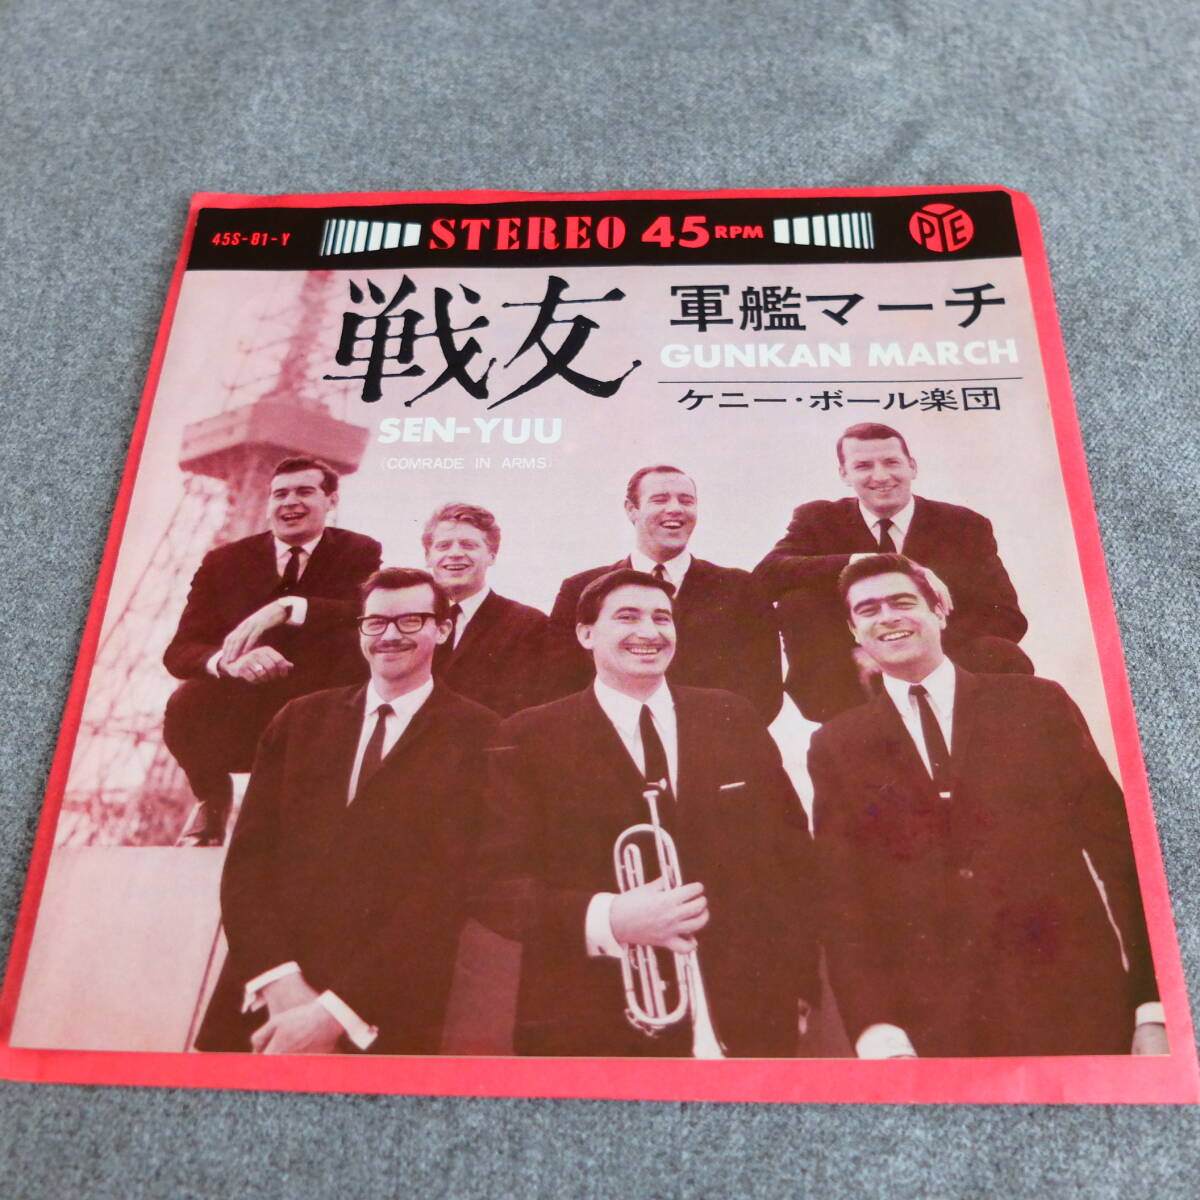 45S-81-Y
STEREO 45 RPM
PYE
戦友
SEN-YUU
(COMRADE IN ARMS)
軍艦マーチ
GUNKAN MARCH
ケニー・ボール楽団